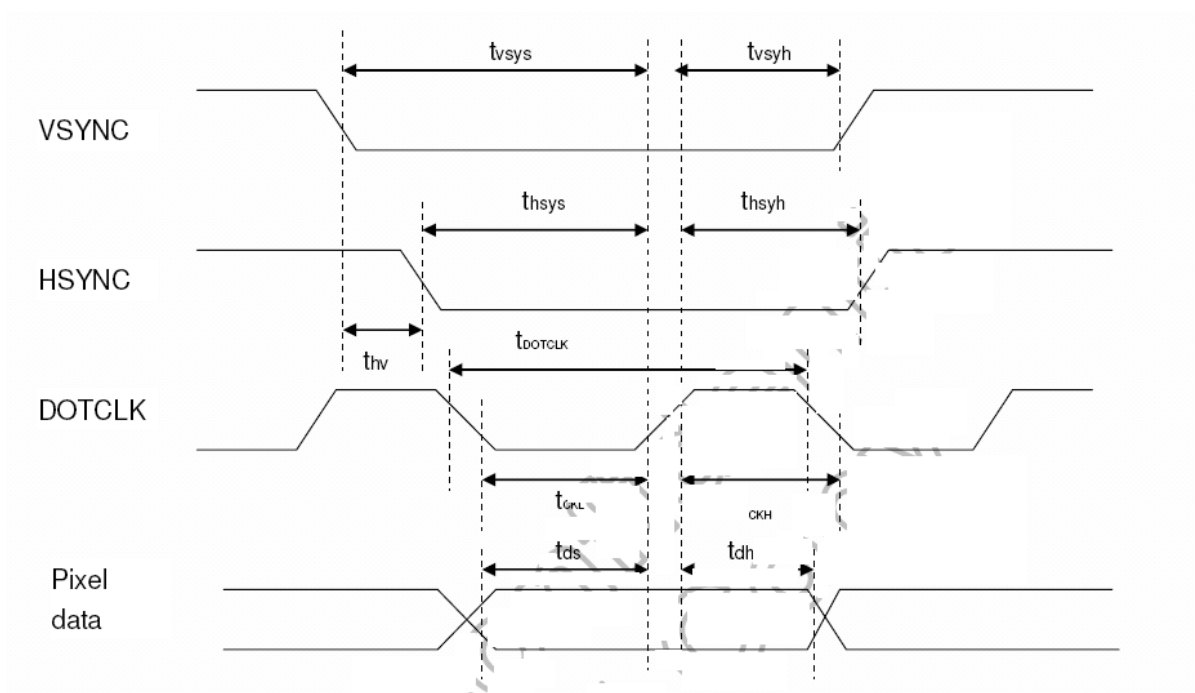 tvsys tvsyh
VSYNC
thsys thsyh
HSYNC
thv
tDOTCLK
DOTCLK
tCKL
CKH
tds tdh
Pixel
data